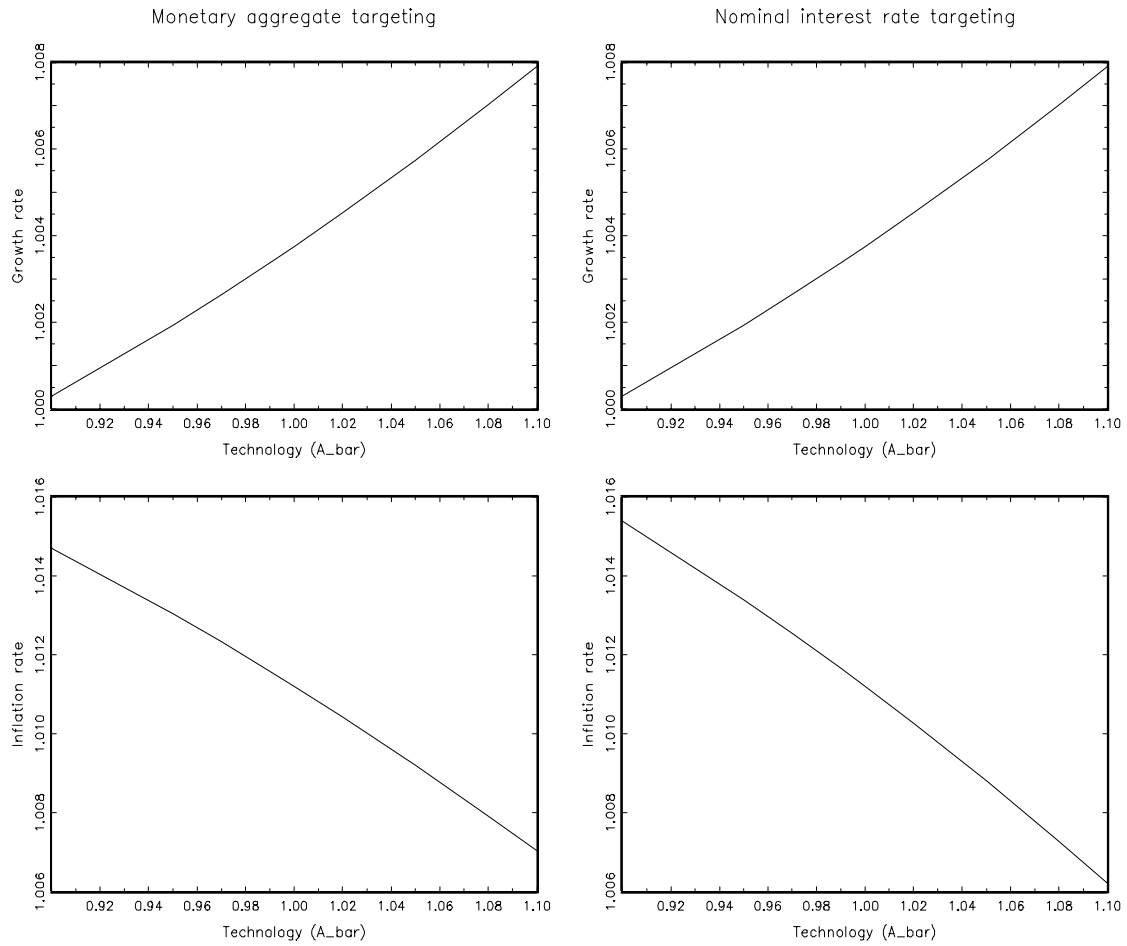 Monetary aggregate targeting
Nominal interest rate targeting
Growth rate
1.008
1.006
1.004
1.002
1.000
0.92 0.94 0.96 0.98 1.00 1.02 1.04 1.06 1.08 1.10
Technology (A_bar)
Growth rate
1.008
1.006
1.004
1.002
1.000
0.92 0.94 0.96 0.98 1.00 1.02 1.04 1.06 1.08 1.10
Technology (A_bar)
Inflation rate
1.016
1.014
1.012
1.010
1.008
1.006
0.92 0.94 0.96 0.98 1.00 1.02 1.04 1.06 1.08 1.10
Technology (A_bar)
Inflation rate
1.016
1.014
1.012
1.010
1.008
1.006
0.92 0.94 0.96 0.98 1.00 1.02 1.04 1.06 1.08 1.10
Technology (A_bar)